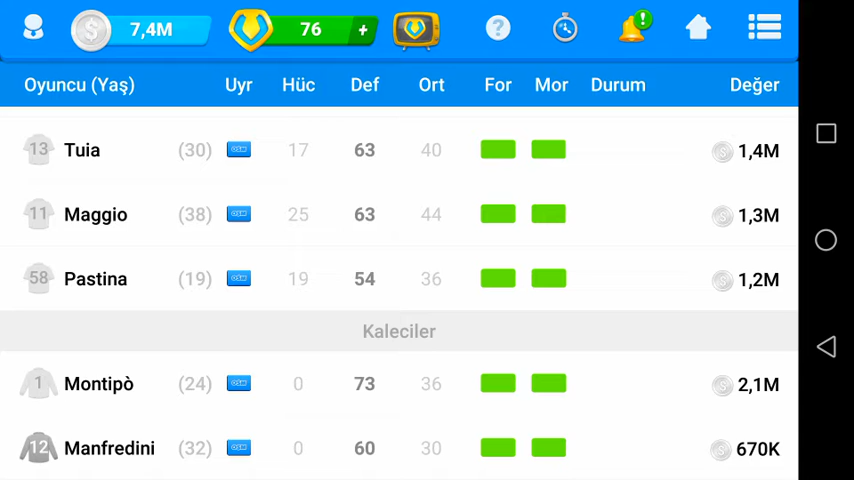 7,4M 76 + ? !
Oyuncu (Yaş) Uyr Hüc Def Ort For Mor Durum Değer
13 Tuia (30) 17 63 40 1,4M
11 Maggio (38) 25 63 44 1,3M
58 Pastina (19) 19 54 36 1,2M
Kaleciler
1 Montipò (24) 0 73 36 2,1M
12 Manfredini (32) 0 60 30 670K